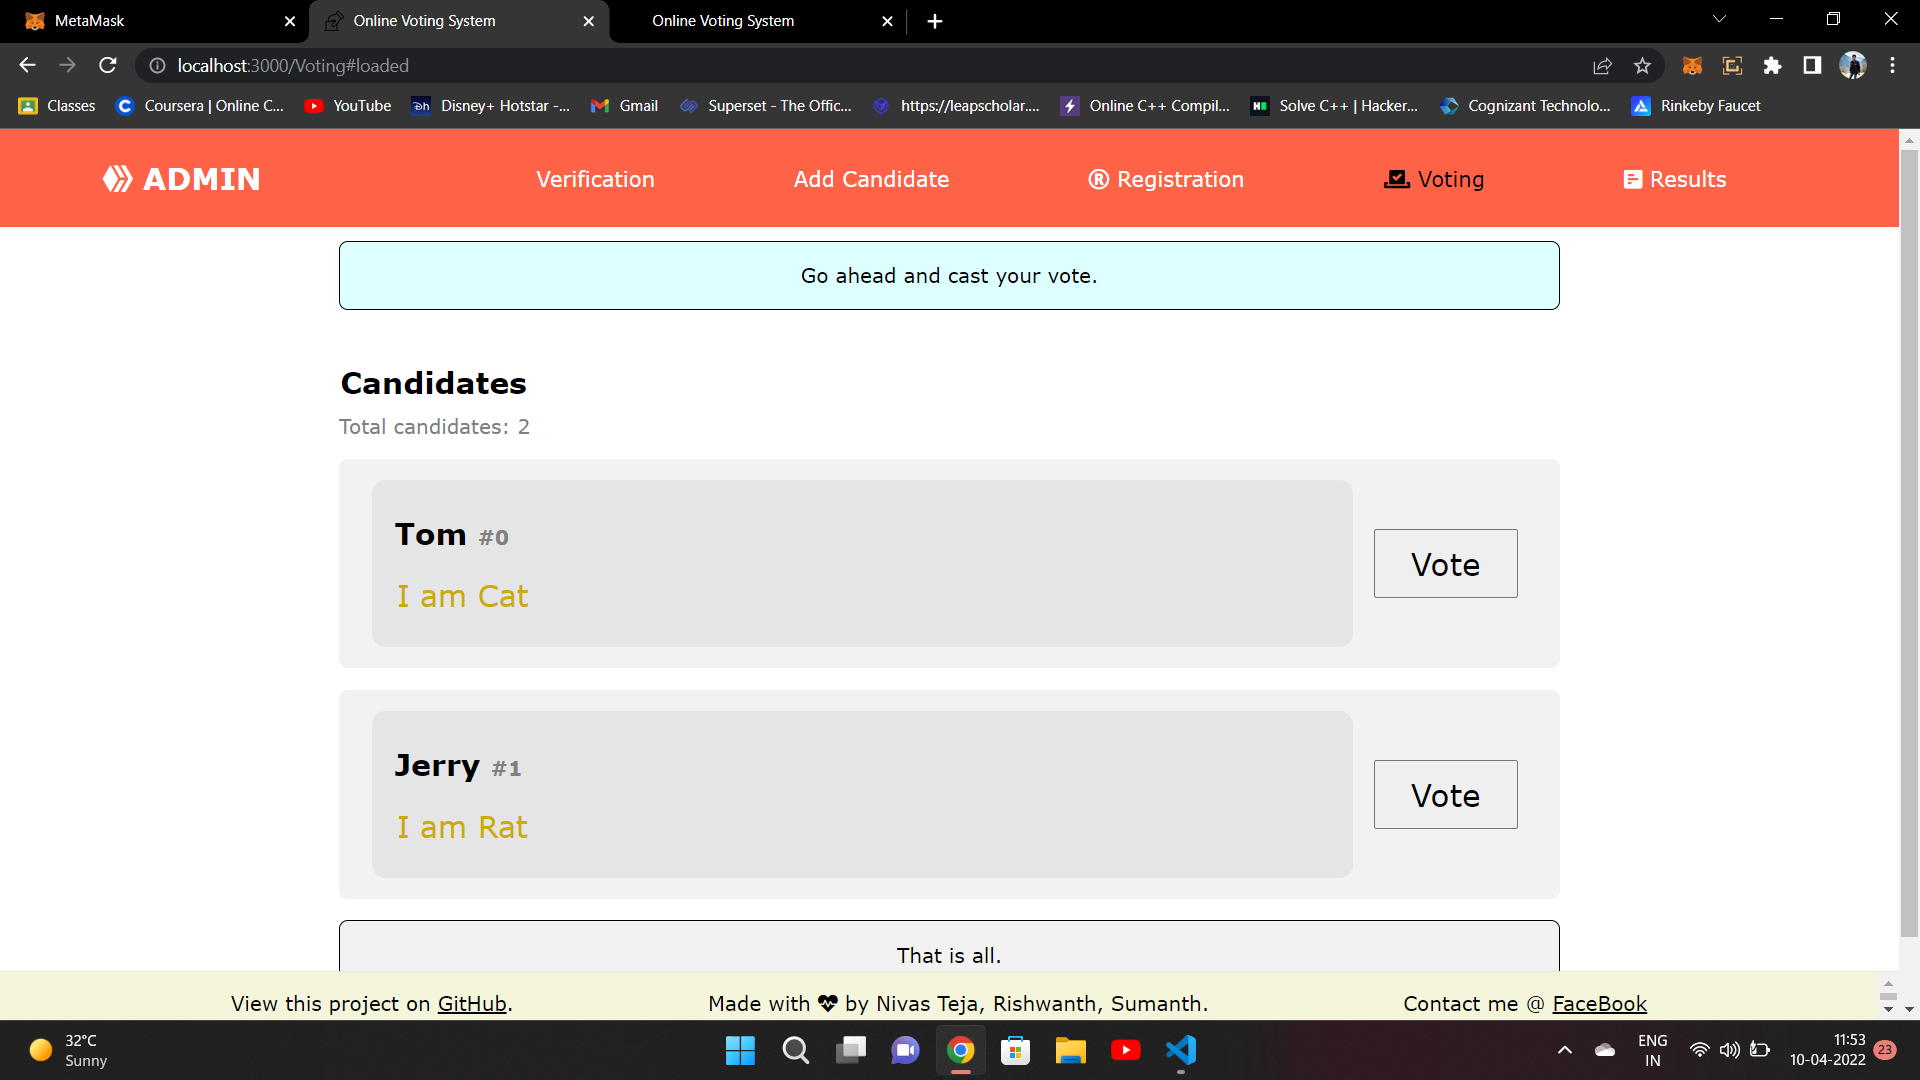 MetaMask
Online Voting System
Online Voting System
localhost:3000/Voting#loaded
Classes
Coursera | Online C...
YouTube
Disney+ Hotstar -...
Gmail
Superset - The Offic...
https://leapscholar....
Online C++ Compil...
Solve C++ | Hacker...
Cognizant Technolo...
Rinkeby Faucet
ADMIN
Verification
Add Candidate
® Registration
Voting
Results
Go ahead and cast your vote.
Candidates
Total candidates: 2
Tom #0
I am Cat
Vote
Jerry #1
I am Rat
Vote
That is all.
View this project on GitHub.
Made with by Nivas Teja, Rishwanth, Sumanth.
Contact me @ FaceBook
32°C
Sunny
ENG
IN
11:53
10-04-2022
23